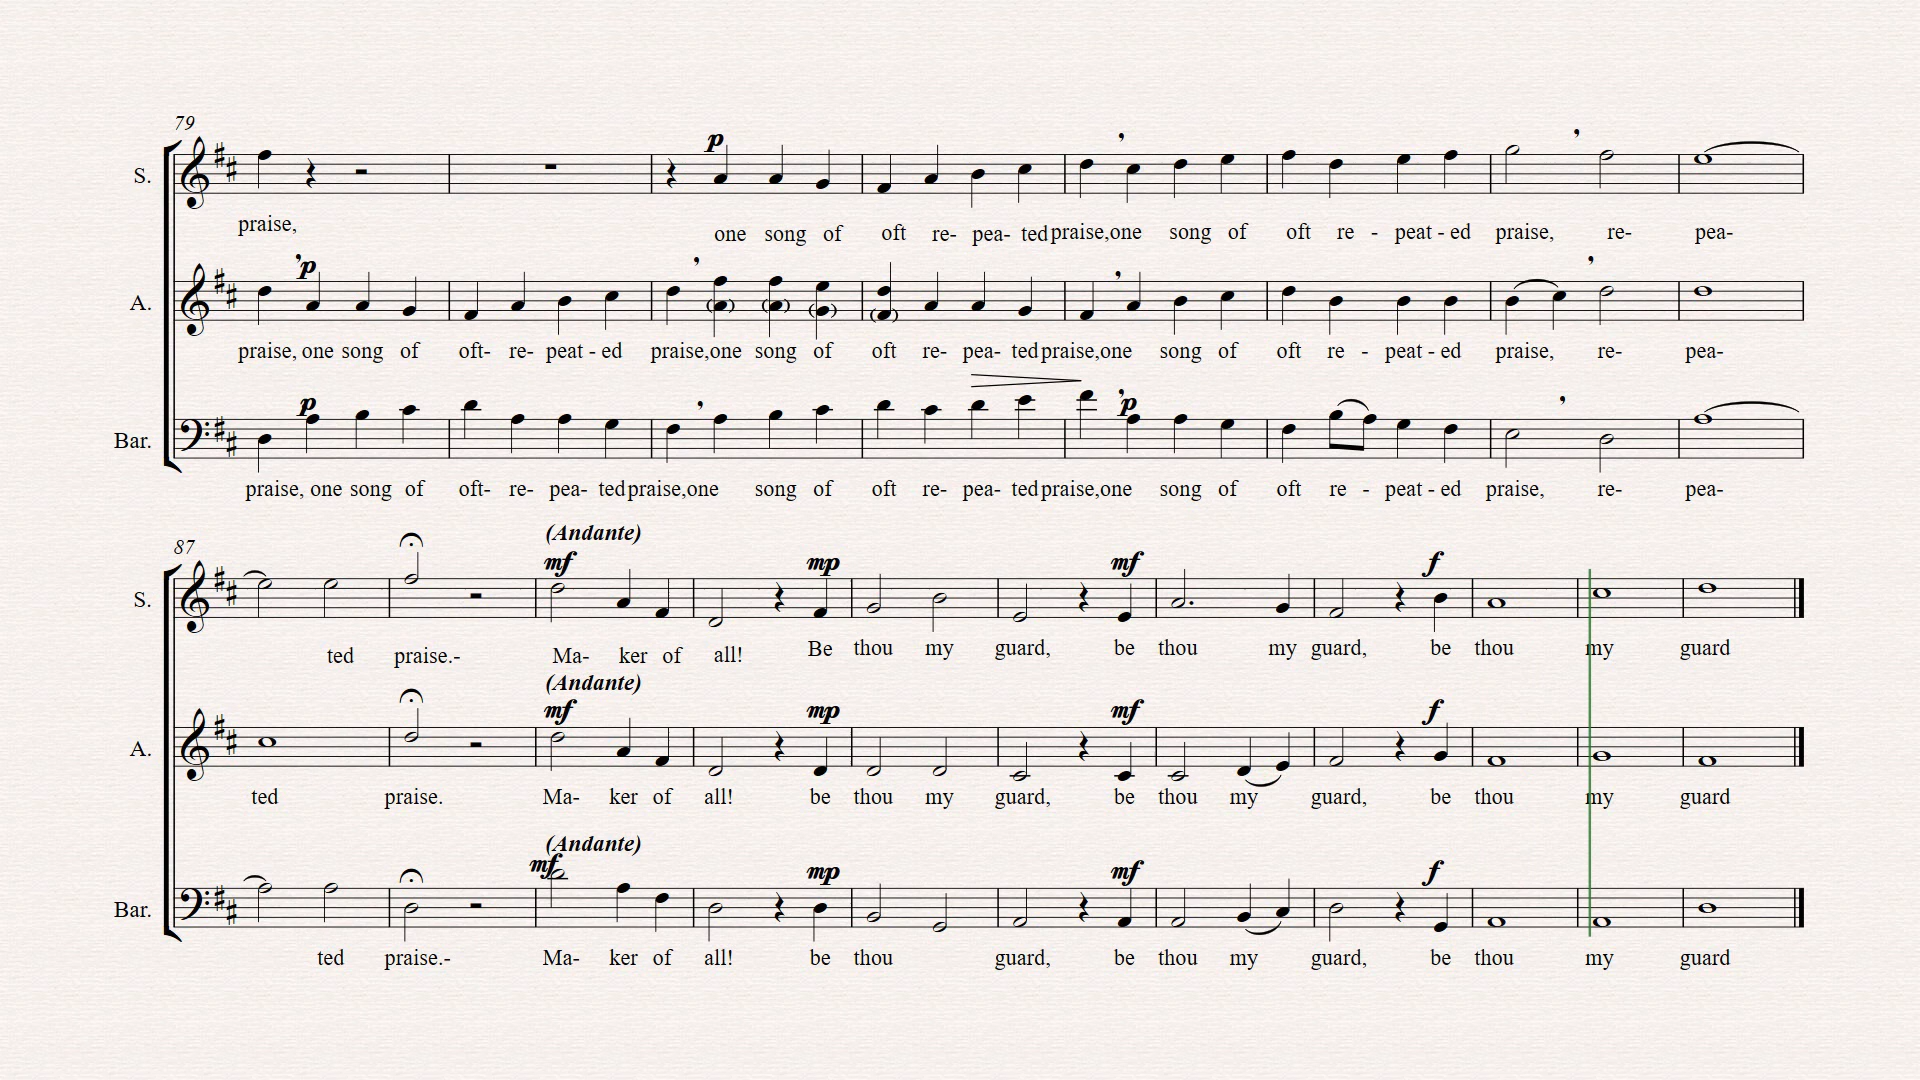 79
p
S.
praise, one song of oft re- pea- ted praise,one song of oft re - peat - ed praise, re- pea-
p
A.
praise, one song of oft- re- peat - ed praise,one song of oft re- pea- ted praise,one song of oft re - peat - ed praise, re- pea-
p p
Bar.
praise, one song of oft- re- pea- ted praise,one song of oft re- pea- ted praise,one song of oft re - peat - ed praise, re- pea-
87
(Andante)
mf mp mf f
S.
ted praise.- Ma- ker of all! Be thou my guard, be thou my guard, be thou my guard
(Andante)
mf mp mf f
A.
ted praise. Ma- ker of all! be thou my guard, be thou my guard, be thou my guard
(Andante)
mf mp mf f
Bar.
ted praise.- Ma- ker of all! be thou guard, be thou my guard, be thou my guard